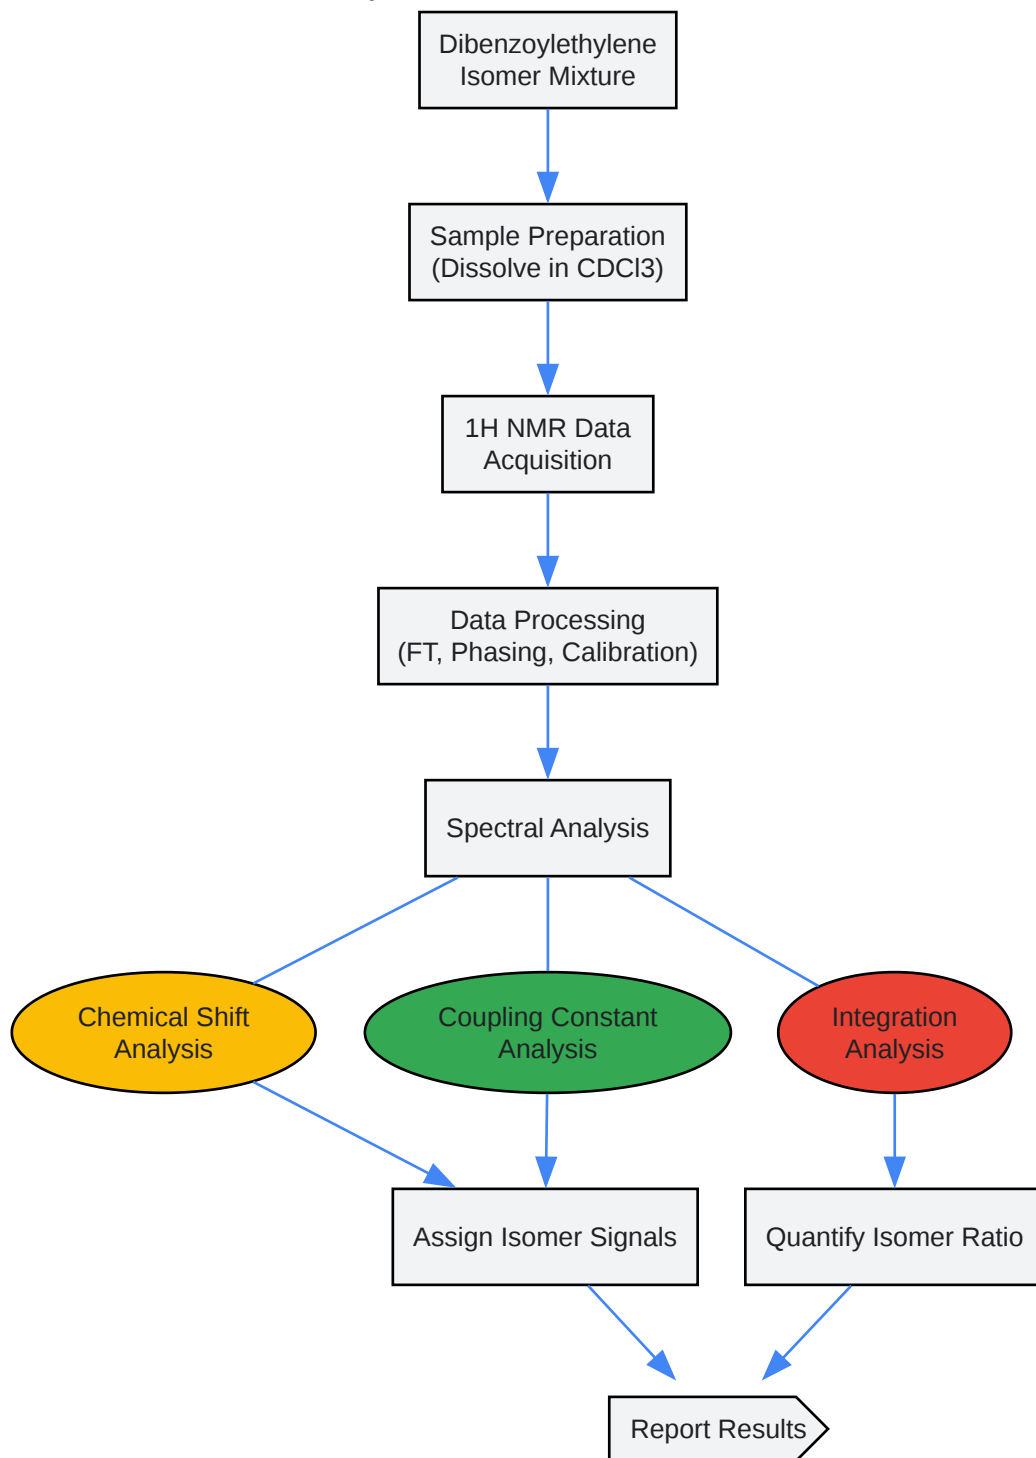 Dibenzoylethylene
Isomer Mixture
Sample Preparation
(Dissolve in CDCl3)
1H NMR Data
Acquisition
Data Processing
(FT, Phasing, Calibration)
Spectral Analysis
Chemical Shift
Analysis
Coupling Constant
Analysis
Integration
Analysis
Assign Isomer Signals
Quantify Isomer Ratio
Report Results